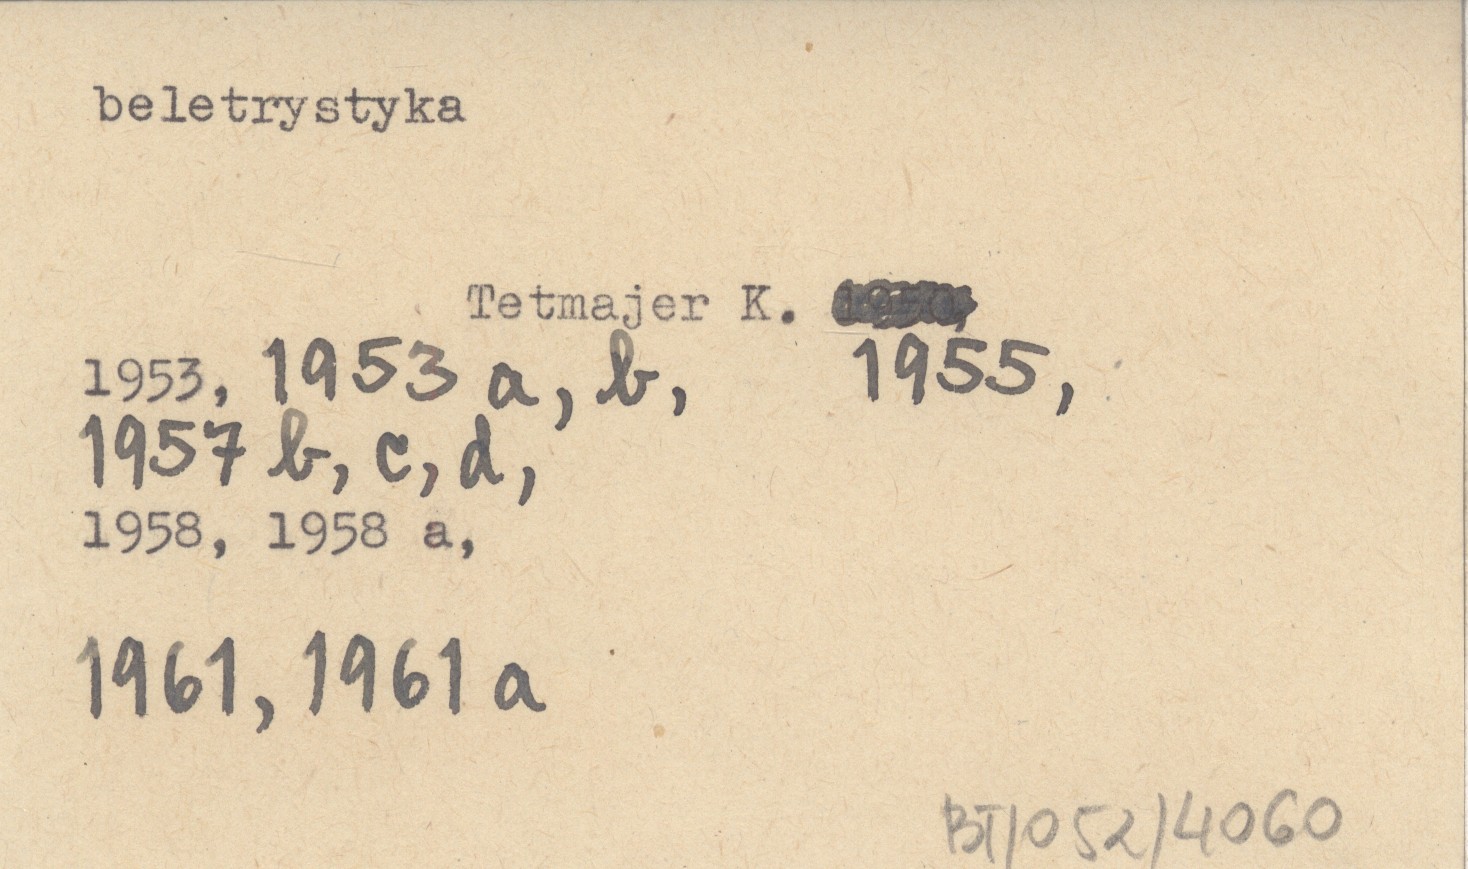 beletrystyka
Tetmajer K.
1953, 1953 a, b, 1955,
1957 b, c, d,
1958, 1958 a,
1961, 1961 a
BT/052/4060